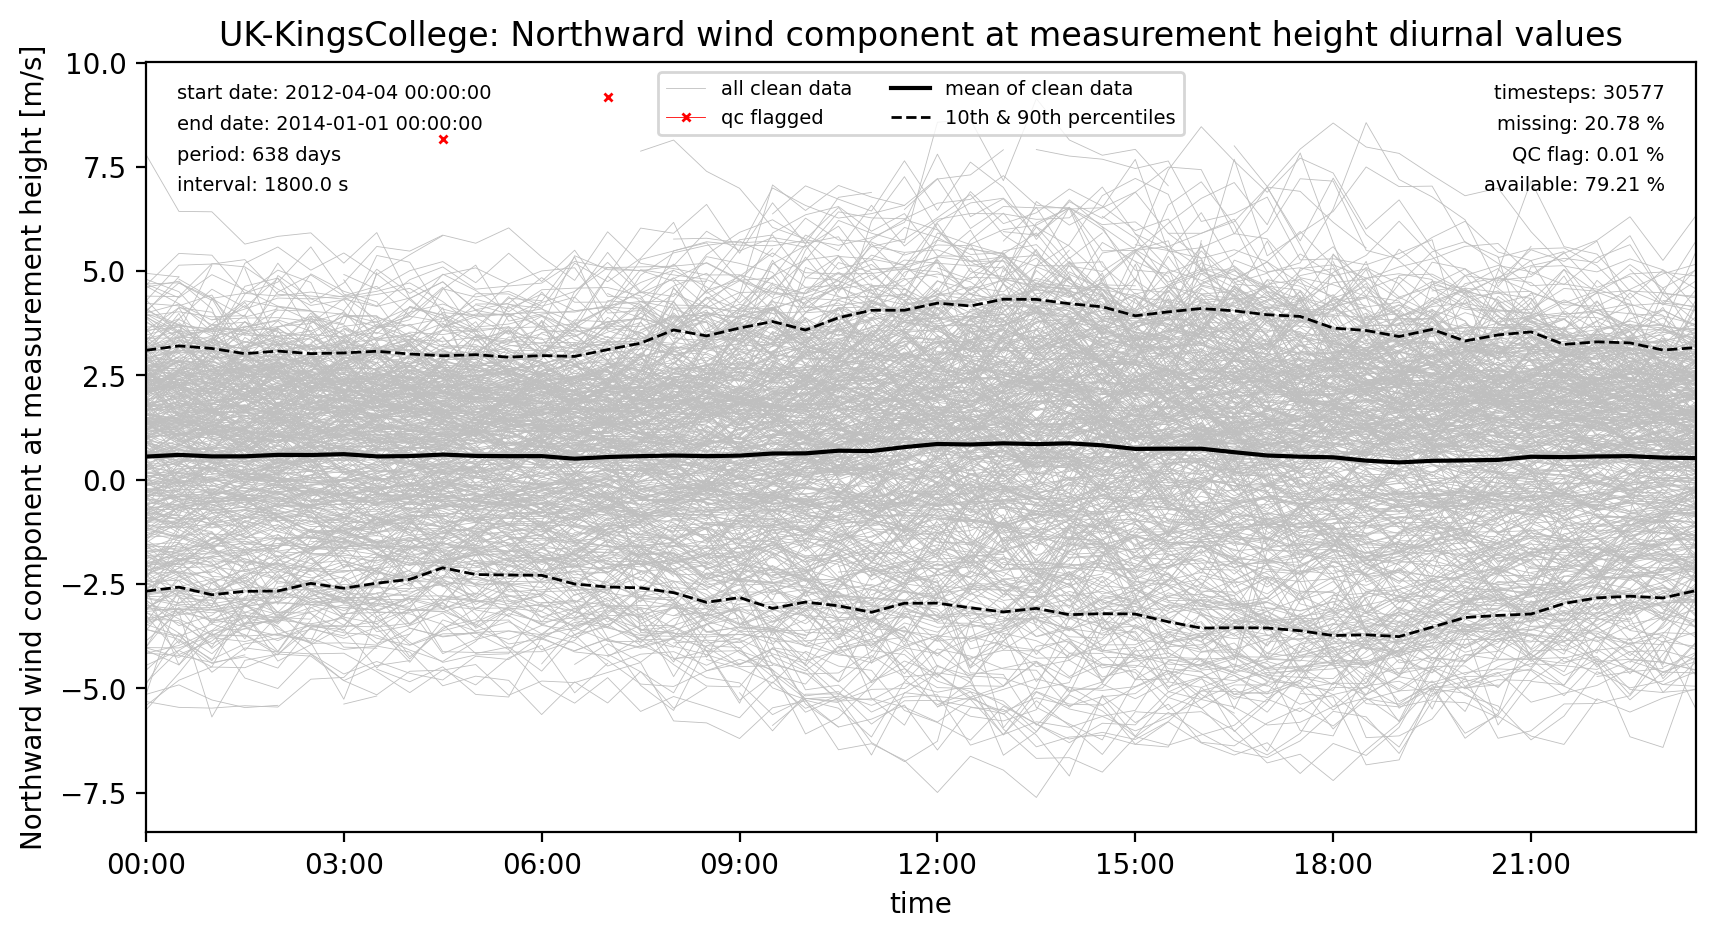 UK-KingsCollege: Northward wind component at measurement height diurnal values
Northward wind component at measurement height [m/s]
10.0
7.5
5.0
2.5
0.0
−2.5
−5.0
−7.5
start date: 2012-04-04 00:00:00
end date: 2014-01-01 00:00:00
period: 638 days
interval: 1800.0 s
all clean data
qc flagged
mean of clean data
10th & 90th percentiles
timesteps: 30577
missing: 20.78 %
QC flag: 0.01 %
available: 79.21 %
00:00 03:00 06:00 09:00 12:00 15:00 18:00 21:00
time